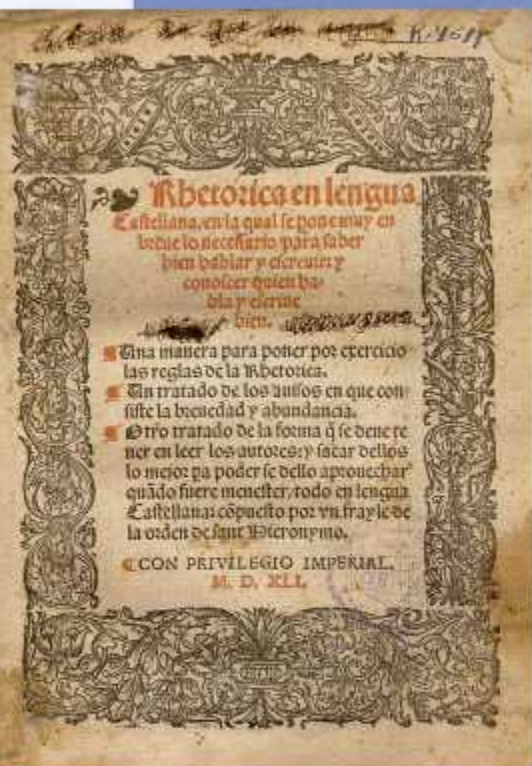 R-4518
Rhetorica en lengua
Castellana, en la qual se pone muy en
breue lo necessario para saber
bien hablar y escreuir: y
conoscer quien ha-
bla y escriue
bien.
Una manera para poner por exercicio
las reglas de la Rhetorica.
Un tratado de los auisos en que con-
siste la breuedad y abundancia.
Otro tratado de la forma q̃ se deue te
ner en leer los autores: y sacar dellos
lo mejor pa poder se dello aprouechar
quãdo fuere menester, todo en lengua
Castellana: cõpuesto por vn frayle de
la orden de sant Hieronymo.
CON PRIVILEGIO IMPERIAL.
M. D. XLI.